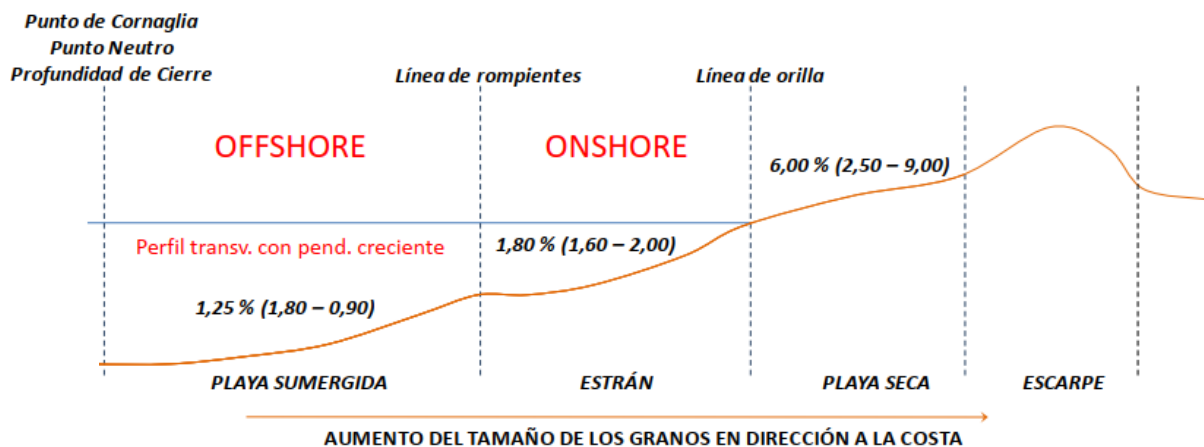 Punto de Cornaglia
Punto Neutro
Profundidad de Cierre
Línea de rompientes
Línea de orilla
OFFSHORE
ONSHORE
6,00 % (2,50 – 9,00)
Perfil transv. con pend. creciente
1,80 % (1,60 – 2,00)
1,25 % (1,80 – 0,90)
PLAYA SUMERGIDA
ESTRÁN
PLAYA SECA
ESCARPE
AUMENTO DEL TAMAÑO DE LOS GRANOS EN DIRECCIÓN A LA COSTA